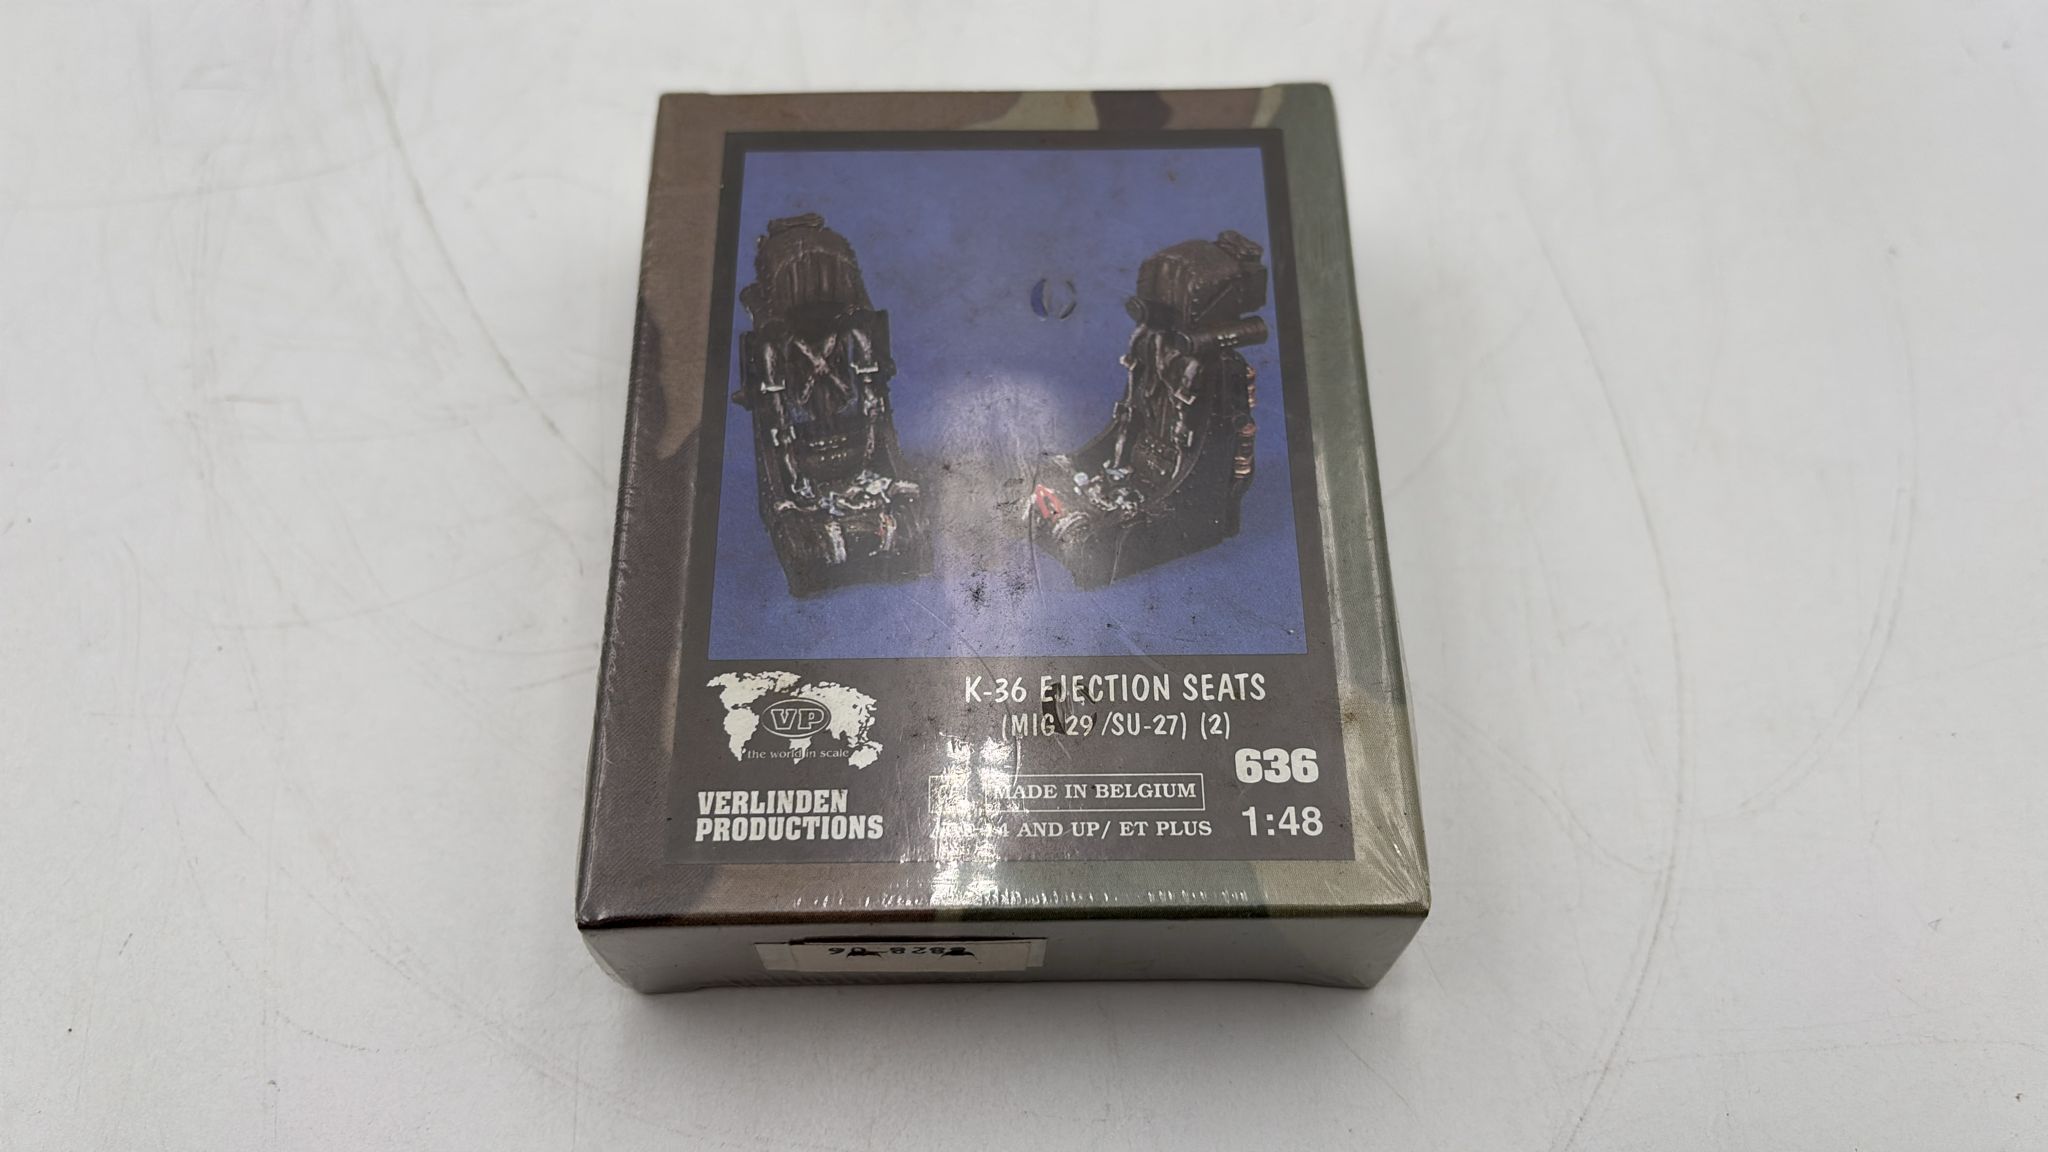 K-36 EJECTION SEATS
(MIG 29 /SU-27) (2)
VP
the world in scale
636
MADE IN BELGIUM
VERLINDEN
PRODUCTIONS
AND UP/ ET PLUS
1:48